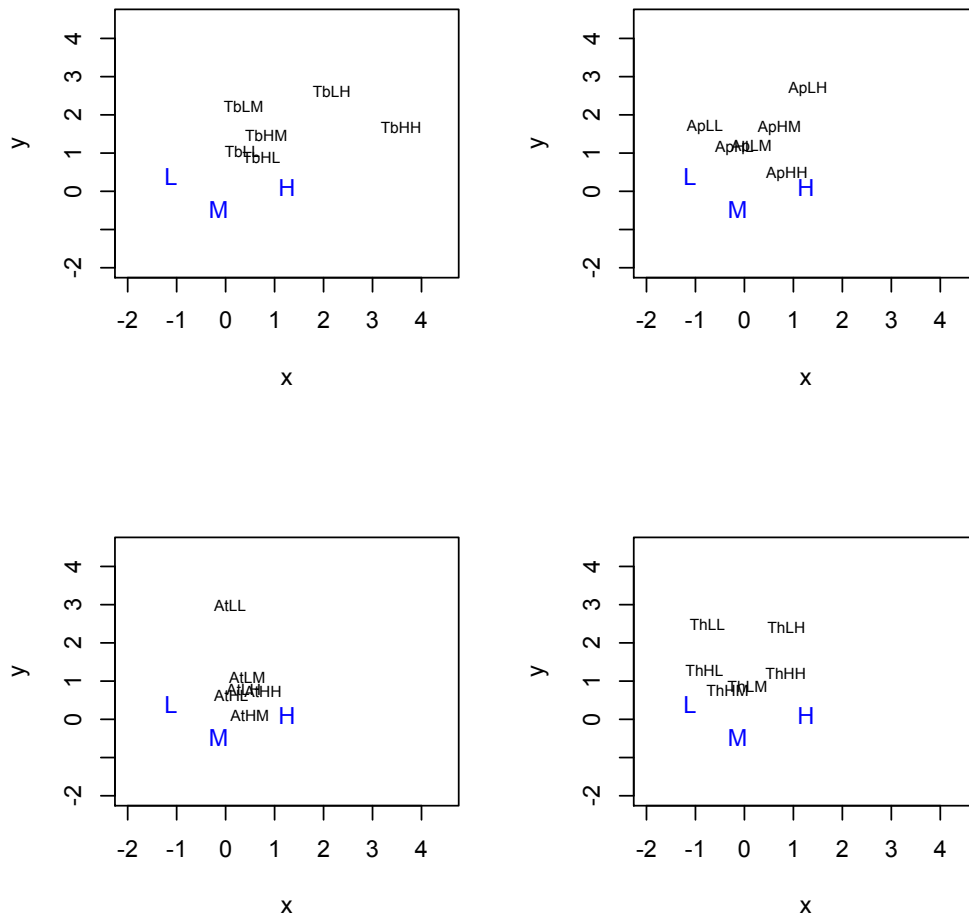 4
3
2
1
0
-2
y
TbLH
TbLM
TbHH
TbHM
TbLL
TbHL
L
H
M
-2 -1 0 1 2 3 4
x
4
3
2
1
0
-2
y
ApLH
ApLL
ApHM
ApHL
ApLM
ApHH
L
H
M
-2 -1 0 1 2 3 4
x
4
3
2
1
0
-2
y
AtLL
AtLM
AtLH
AtHH
AtHL
AtHM
L
H
M
-2 -1 0 1 2 3 4
x
4
3
2
1
0
-2
y
ThLL
ThLH
ThHL
ThHH
ThLM
ThHM
L
H
M
-2 -1 0 1 2 3 4
x